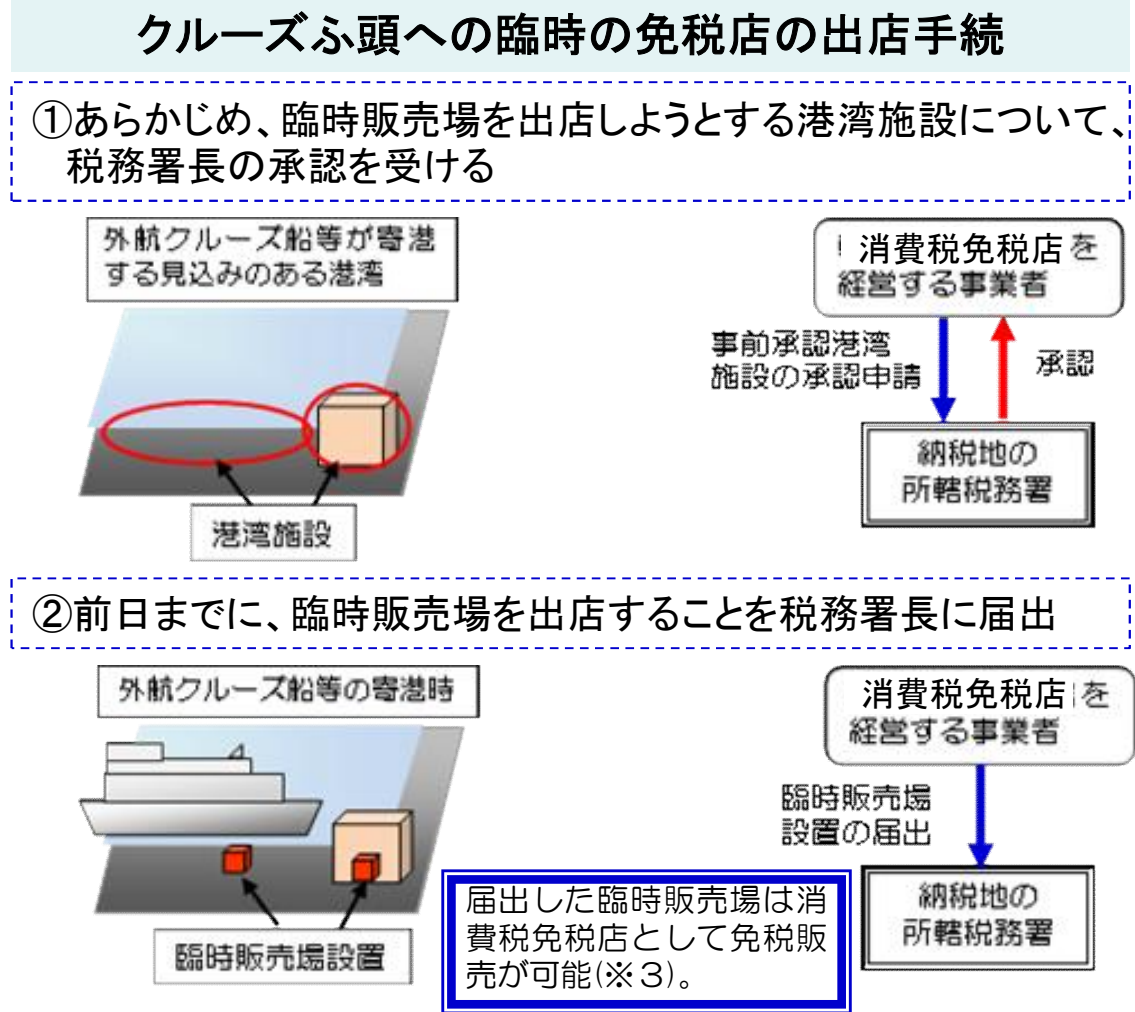 クルーズふ頭への臨時の免税店の出店手続
①あらかじめ、臨時販売場を出店しようとする港湾施設について、
税務署長の承認を受ける
外航クルーズ船等が寄港
する見込みのある港湾
港湾施設
消費税免税店を
経営する事業者
事前承認港湾
施設の承認申請
承認
納税地の
所轄税務署
②前日までに、臨時販売場を出店することを税務署長に届出
外航クルーズ船等の寄港時
臨時販売場設置
消費税免税店を
経営する事業者
臨時販売場
設置の届出
納税地の
所轄税務署
届出した臨時販売場は消
費税免税店として免税販
売が可能(※3)。